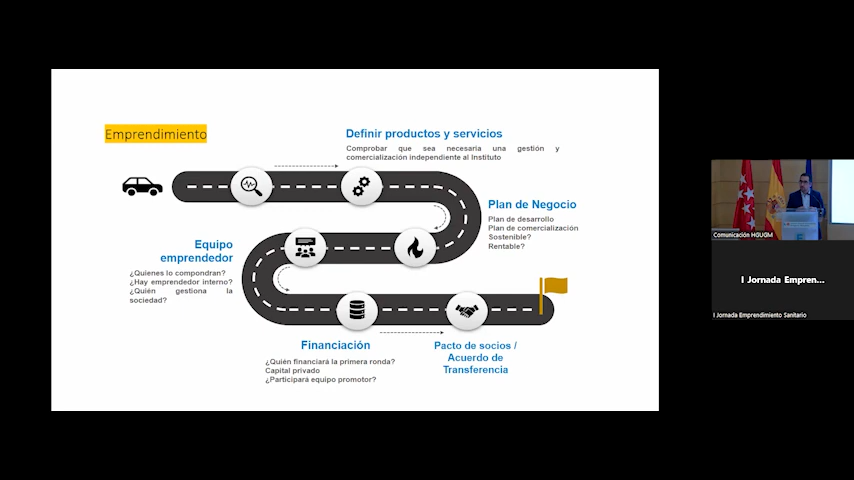 Emprendimiento
Definir productos y servicios
Comprobar que sea necesaria una gestión y
comercialización independiente al Instituto
Plan de Negocio
Plan de desarrollo
Plan de comercialización
Sostenible?
Rentable?
Equipo
emprendedor
¿Quienes lo compondran?
¿Hay emprendedor interno?
¿Quién gestiona la
sociedad?
Financiación
¿Quién financiará la primera ronda?
Capital privado
¿Participará equipo promotor?
Pacto de socios /
Acuerdo de
Transferencia
Comunicación HGUGM
I Jornada Empren...
I Jornada Emprendimiento Sanitario